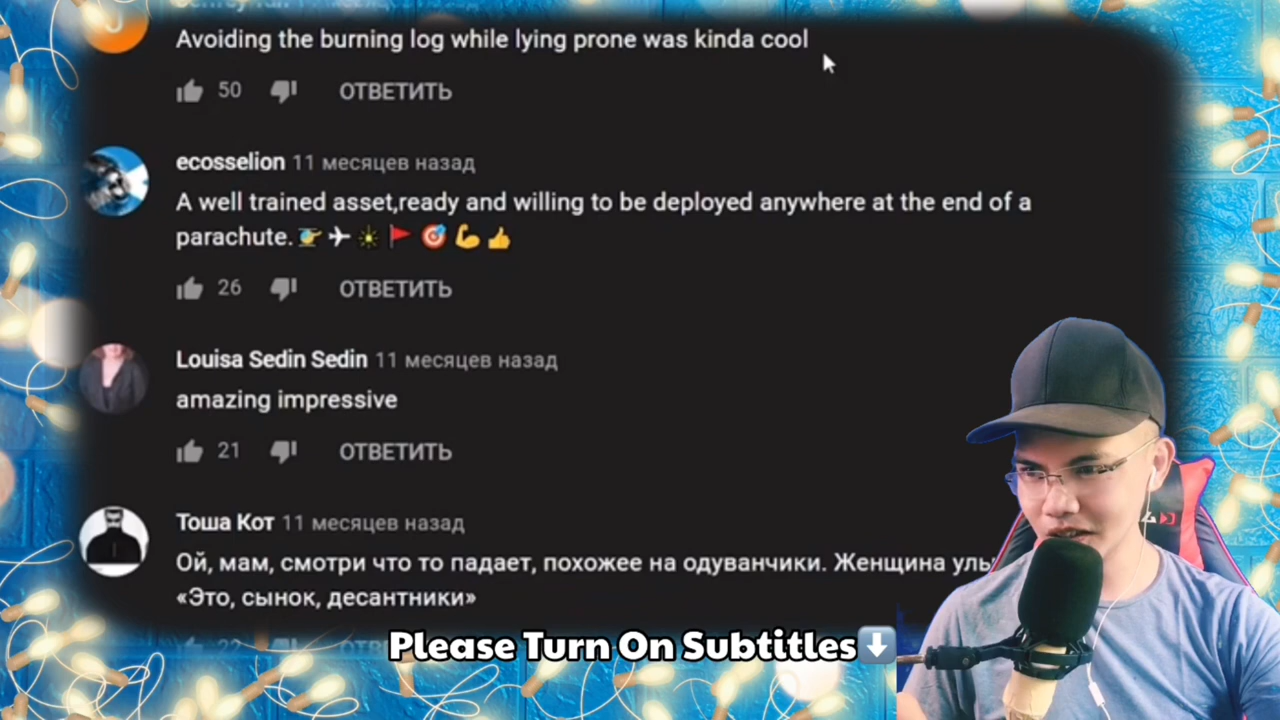 Avoiding the burning log while lying prone was kinda cool
50 ОТВЕТИТЬ
ecosselion 11 месяцев назад
A well trained asset,ready and willing to be deployed anywhere at the end of a
parachute.🚁✈☀🚩🎯💪👍
26 ОТВЕТИТЬ
Louisa Sedin Sedin 11 месяцев назад
amazing impressive
21 ОТВЕТИТЬ
Тоша Кот 11 месяцев назад
Ой, мам, смотри что то падает, похожее на одуванчики. Женщина
«Это, сынок, десантники»
Please Turn On Subtitles⬇